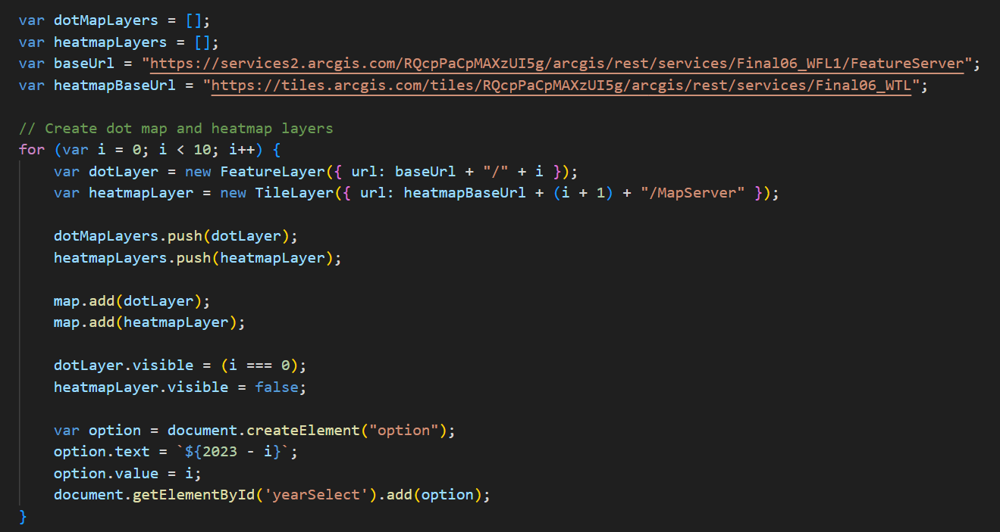 var dotMapLayers = [];
var heatmapLayers = [];
var baseUrl = "https://services2.arcgis.com/RQcpPaCpMAXzUI5g/arcgis/rest/services/Final06_WFL1/FeatureServer";
var heatmapBaseUrl = "https://tiles.arcgis.com/tiles/RQcpPaCpMAXzUI5g/arcgis/rest/services/Final06_WTL";

// Create dot map and heatmap layers
for (var i = 0; i < 10; i++) {
    var dotLayer = new FeatureLayer({ url: baseUrl + "/" + i });
    var heatmapLayer = new TileLayer({ url: heatmapBaseUrl + (i + 1) + "/MapServer" });

    dotMapLayers.push(dotLayer);
    heatmapLayers.push(heatmapLayer);

    map.add(dotLayer);
    map.add(heatmapLayer);

    dotLayer.visible = (i === 0);
    heatmapLayer.visible = false;

    var option = document.createElement("option");
    option.text = `${2023 - i}`;
    option.value = i;
    document.getElementById('yearSelect').add(option);
}